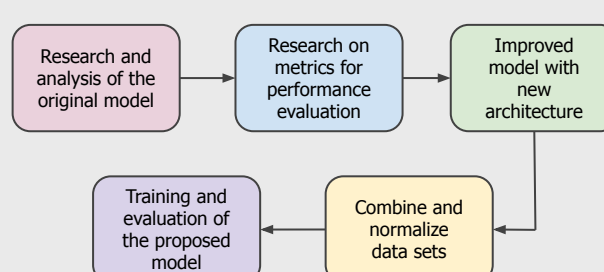 Research and
analysis of the
original model
Research on
metrics for
performance
evaluation
Improved
model with
new
architecture
Combine and
normalize
data sets
Training and
evaluation of
the proposed
model